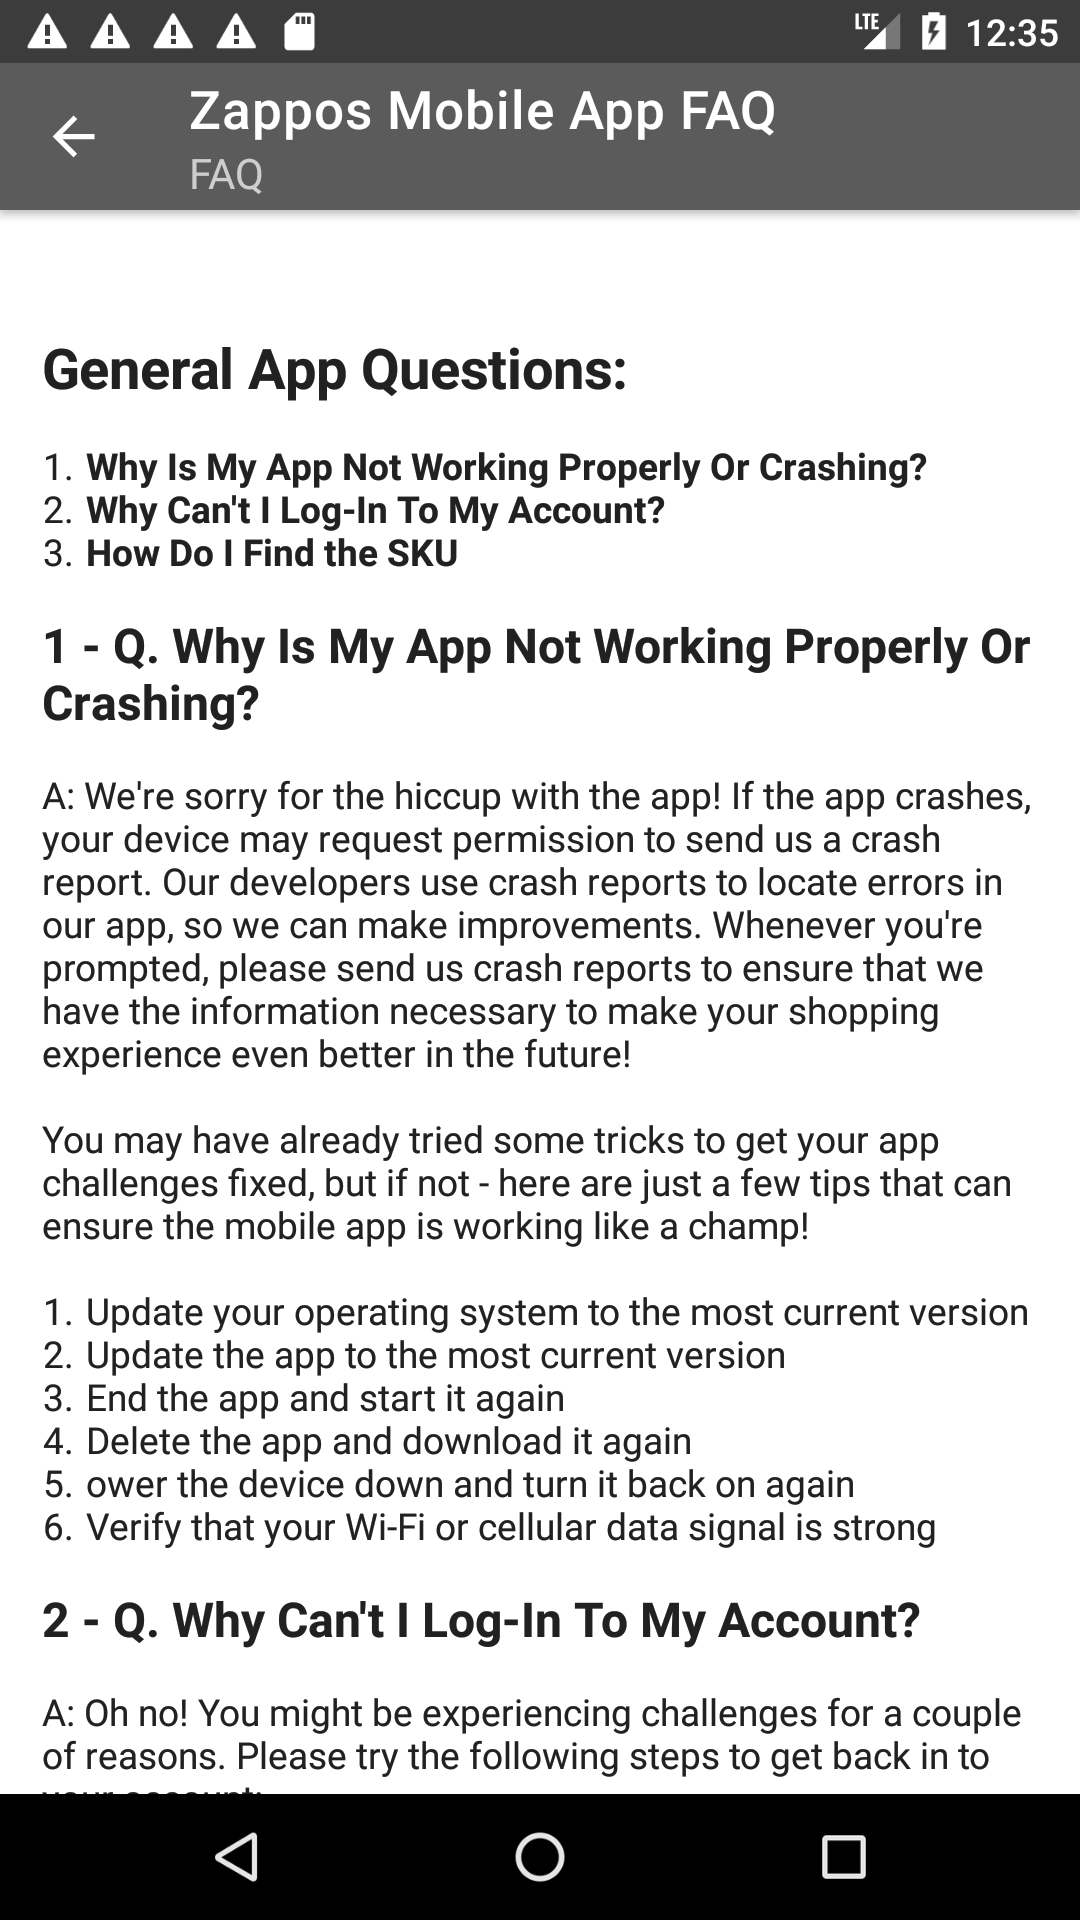 LTE 12:35
Zappos Mobile App FAQ
FAQ
General App Questions:
1. Why Is My App Not Working Properly Or Crashing?
2. Why Can't I Log-In To My Account?
3. How Do I Find the SKU
1 - Q. Why Is My App Not Working Properly Or
Crashing?
A: We're sorry for the hiccup with the app! If the app crashes,
your device may request permission to send us a crash
report. Our developers use crash reports to locate errors in
our app, so we can make improvements. Whenever you're
prompted, please send us crash reports to ensure that we
have the information necessary to make your shopping
experience even better in the future!
You may have already tried some tricks to get your app
challenges fixed, but if not - here are just a few tips that can
ensure the mobile app is working like a champ!
1. Update your operating system to the most current version
2. Update the app to the most current version
3. End the app and start it again
4. Delete the app and download it again
5. ower the device down and turn it back on again
6. Verify that your Wi-Fi or cellular data signal is strong
2 - Q. Why Can't I Log-In To My Account?
A: Oh no! You might be experiencing challenges for a couple
of reasons. Please try the following steps to get back in to